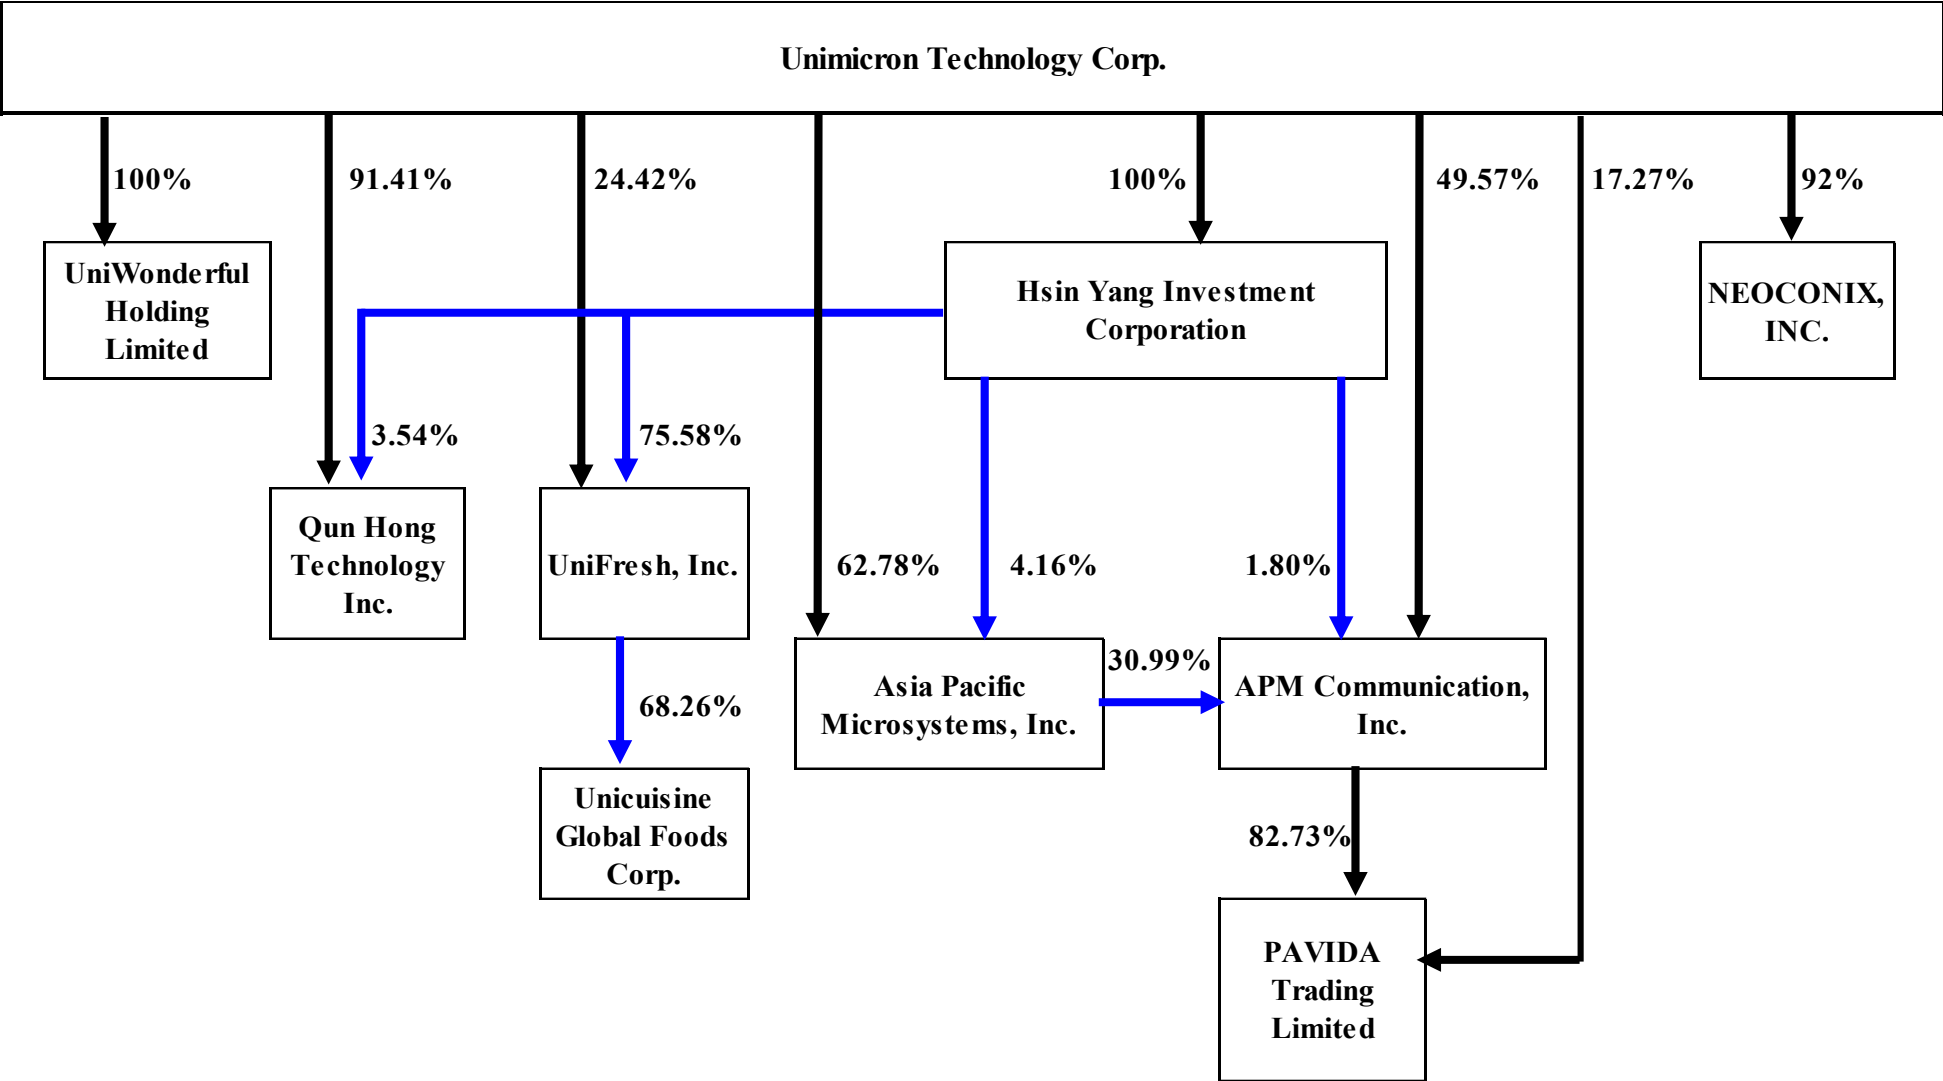 Unimicron Technology Corp.
100%
91.41%
24.42%
100%
49.57%
17.27%
92%
UniWonderful
Holding
Limited
Hsin Yang Investment
Corporation
NEOCONIX,
INC.
3.54%
75.58%
Qun Hong
Technology
Inc.
UniFresh, Inc.
62.78%
4.16%
1.80%
30.99%
Asia Pacific
Microsystems, Inc.
APM Communication,
Inc.
68.26%
Unicuisine
Global Foods
Corp.
82.73%
PAVIDA
Trading
Limited